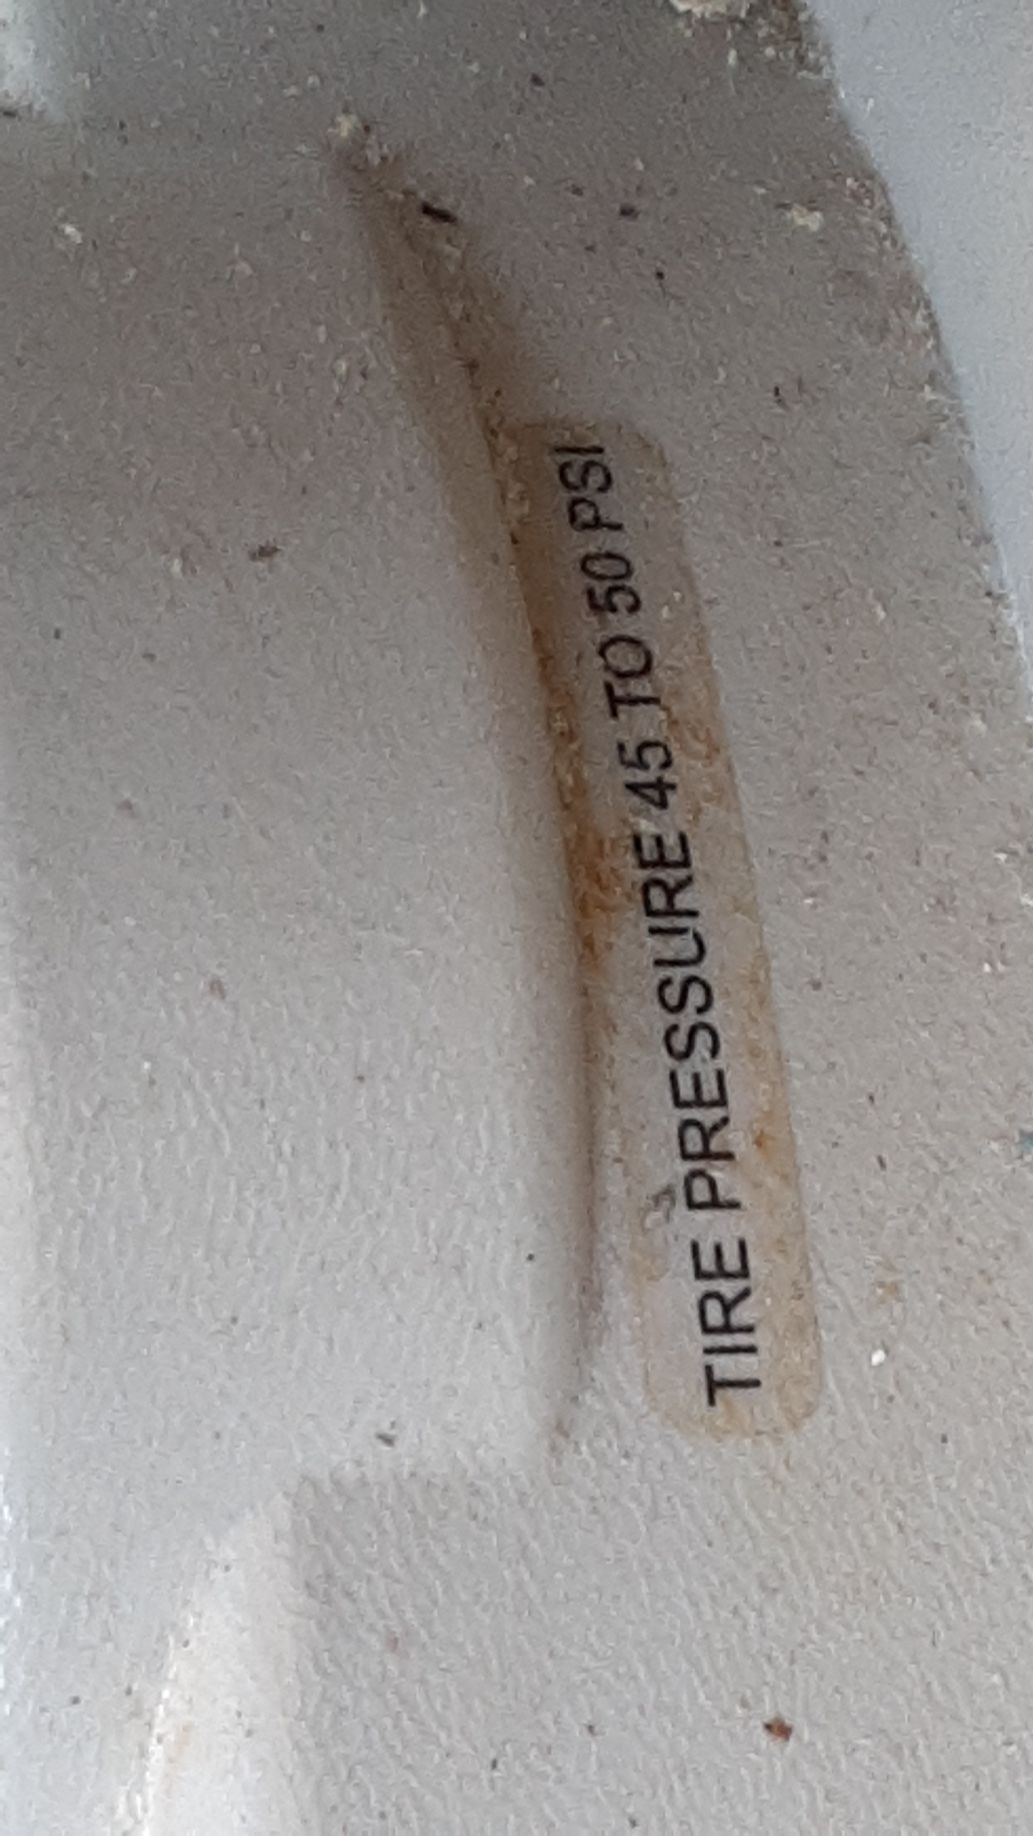 TIRE PRESSURE 45 TO 50 PSI